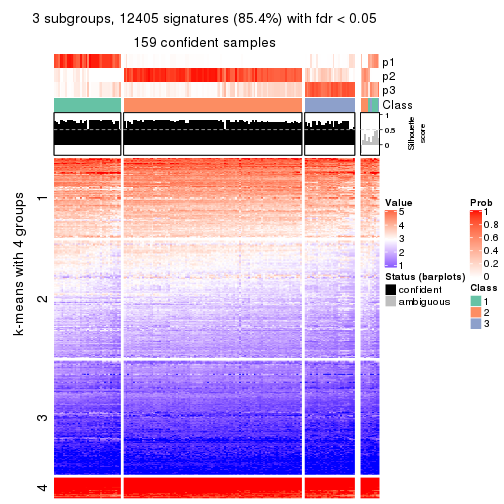 3 subgroups, 12405 signatures (85.4%) with fdr < 0.05
159 confident samples
p1
p2
p3
Class
1
0.5
0
Silhouette
score
k-means with 4 groups
1
2
3
4
Value
5
4
3
2
1
Status (barplots)
confident
ambiguous
Prob
1
0.8
0.6
0.4
0.2
0
Class
1
2
3